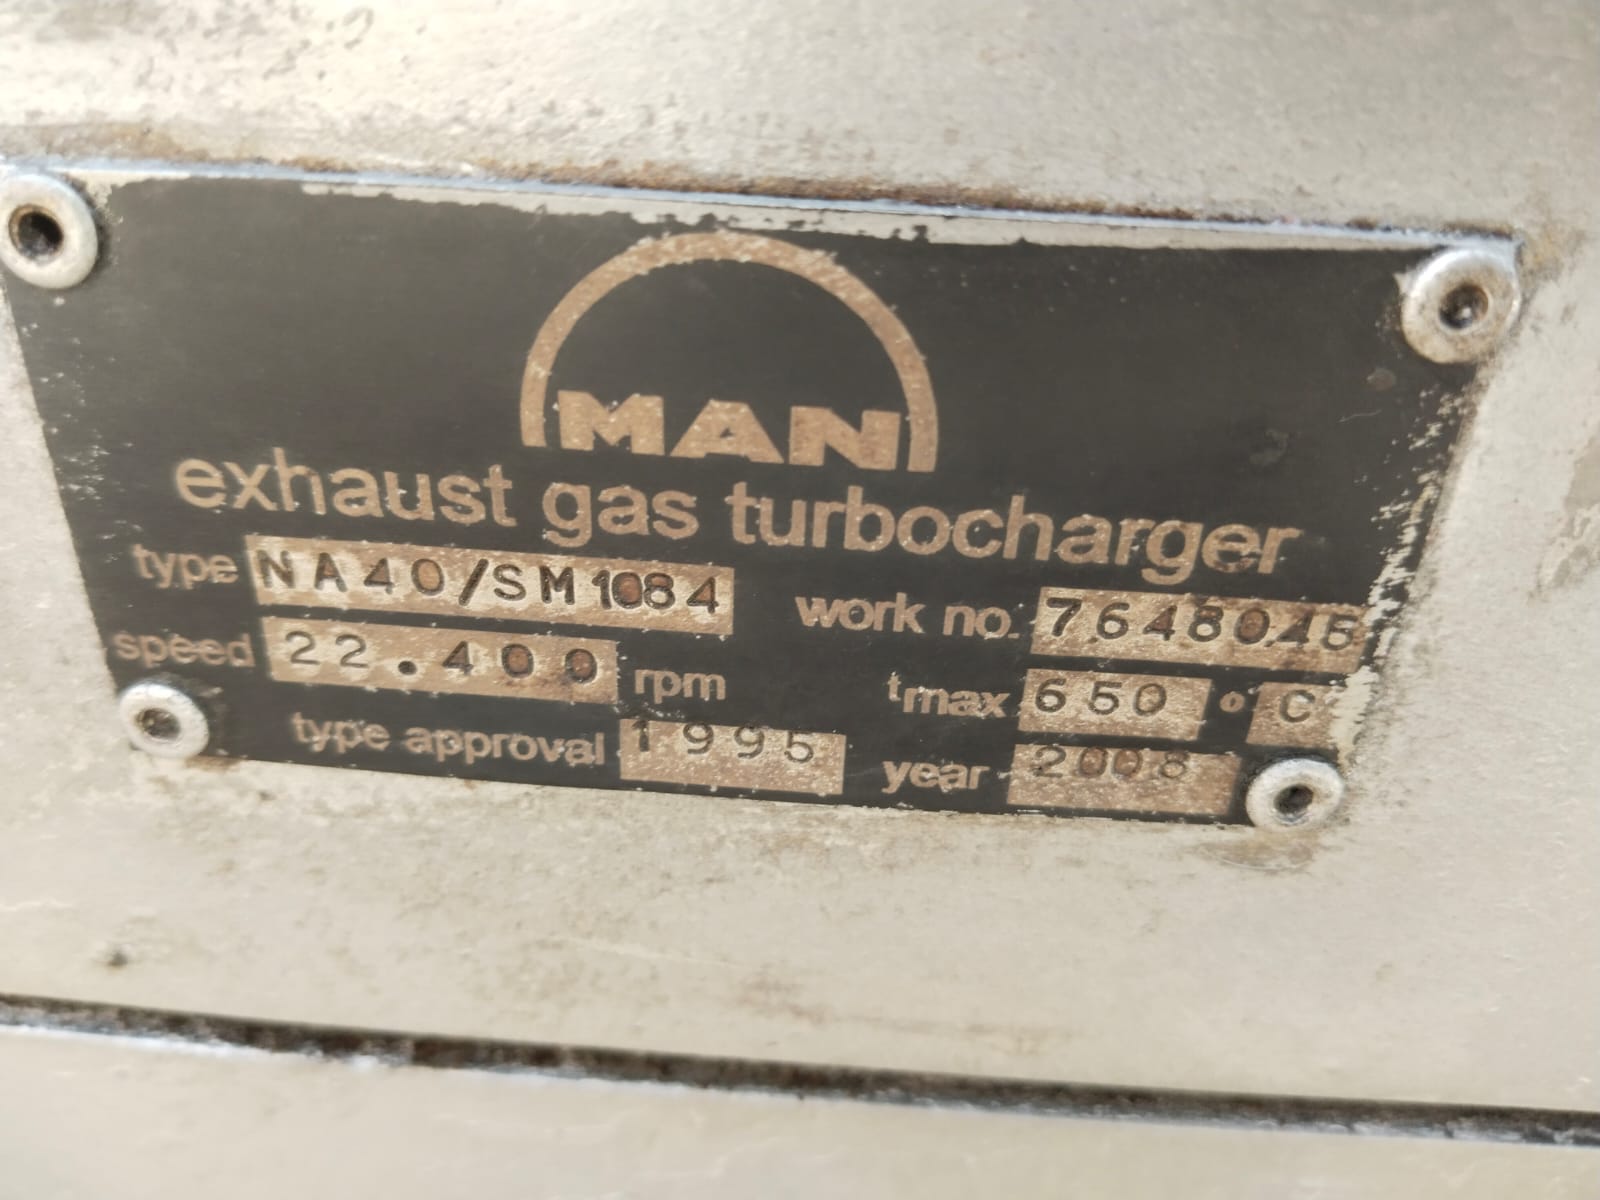 MAN
exhaust gas turbocharger
type NA40/SM1084 work no. 7648045
speed 22.400 rpm tmax 650 °C
type approval 1995 year 2008